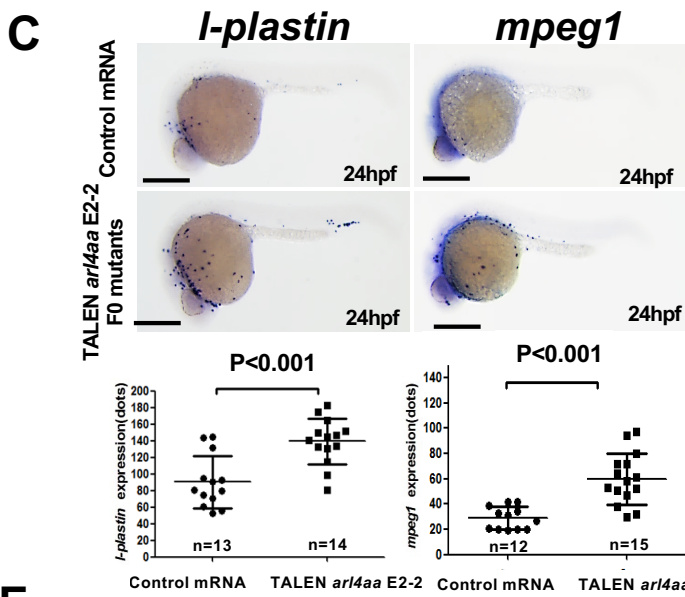 C
l-plastin
mpeg1
Control mRNA
24hpf
24hpf
TALEN arl4aa E2-2
F0 mutants
24hpf
24hpf
P<0.001
P<0.001
l-plastin expression(dots)
200
180
160
140
120
100
80
60
40
20
0
n=13
n=14
Control mRNA
TALEN arl4aa E2-2
mpeg1 expression(dots)
140
120
100
80
60
40
20
0
n=12
n=15
Control mRNA
TALEN arl4aa